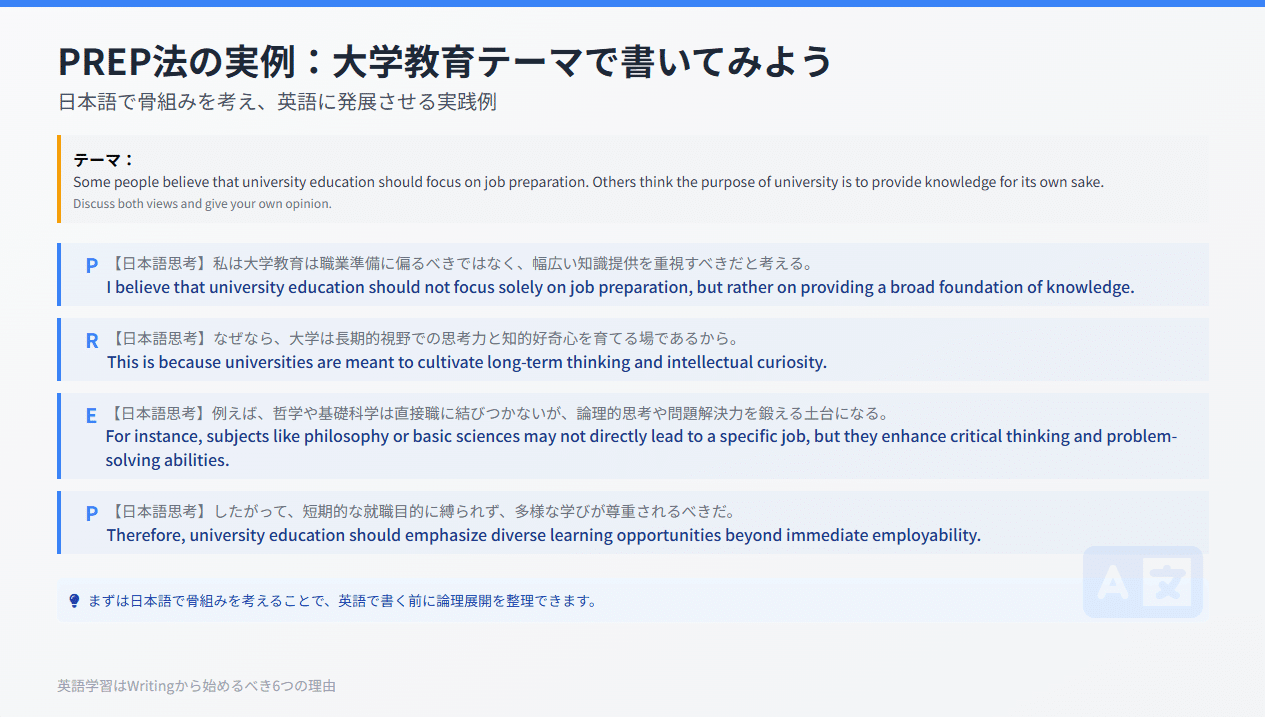 PREP法の実例：大学教育テーマで書いてみよう
日本語で骨組みを考え、英語に発展させる実践例
テーマ：
Some people believe that university education should focus on job preparation. Others think the purpose of university is to provide knowledge for its own sake.
Discuss both views and give your own opinion.
P 【日本語思考】私は大学教育は職業準備に偏るべきではなく、幅広い知識提供を重視すべきだと考える。
I believe that university education should not focus solely on job preparation, but rather on providing a broad foundation of knowledge.
R 【日本語思考】なぜなら、大学は長期的視野での思考力と知的好奇心を育てる場であるから。
This is because universities are meant to cultivate long-term thinking and intellectual curiosity.
E 【日本語思考】例えば、哲学や基礎科学は直接職に結びつかないが、論理的思考や問題解決力を鍛える土台になる。
For instance, subjects like philosophy or basic sciences may not directly lead to a specific job, but they enhance critical thinking and problem-
solving abilities.
P 【日本語思考】したがって、短期的な就職目的に縛られず、多様な学びが尊重されるべきだ。
Therefore, university education should emphasize diverse learning opportunities beyond immediate employability.
A 文
まずは日本語で骨組みを考えることで、英語で書く前に論理展開を整理できます。
英語学習はWritingから始めるべき6つの理由